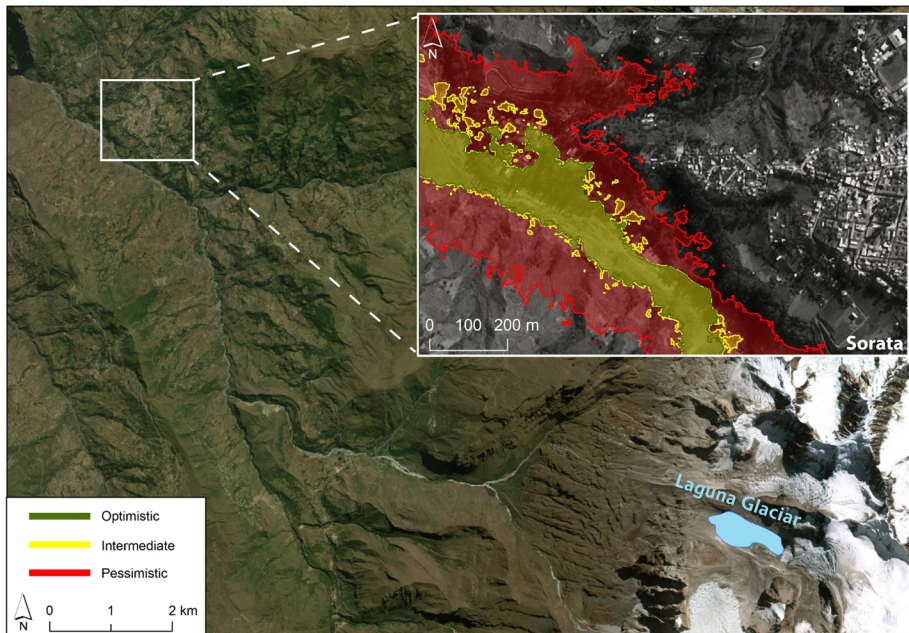 N
0 100 200 m
Sorata
Laguna Glaciar
Optimistic
Intermediate
Pessimistic
N
0 1 2 km